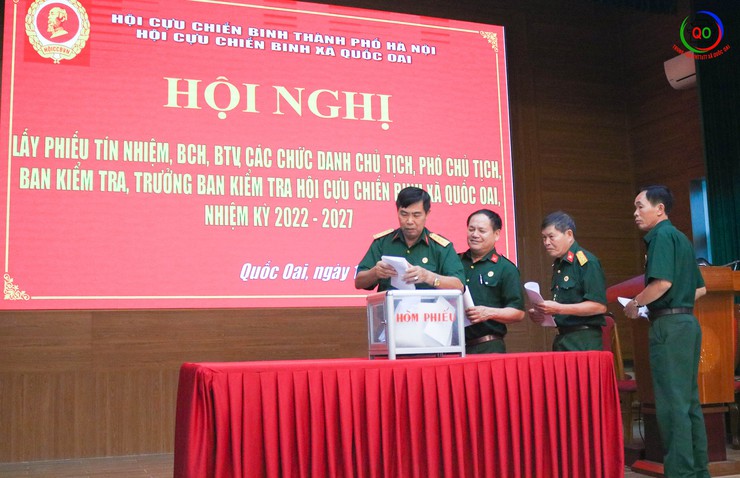 HỘI CỰU CHIẾN BINH THÀNH PHỐ HÀ NỘI
HỘI CỰU CHIẾN BINH XÃ QUỐC OAI
HỘI NGHỊ
LẤY PHIẾU TÍN NHIỆM, BCH, BTV, CÁC CHỨC DANH CHỦ TỊCH, PHÓ CHỦ TỊCH,
BAN KIỂM TRA, TRƯỞNG BAN KIỂM TRA HỘI CỰU CHIẾN BINH XÃ QUỐC OAI,
NHIỆM KỲ 2022 - 2027
Quốc Oai, ngày
HÒM PHIẾU
QO